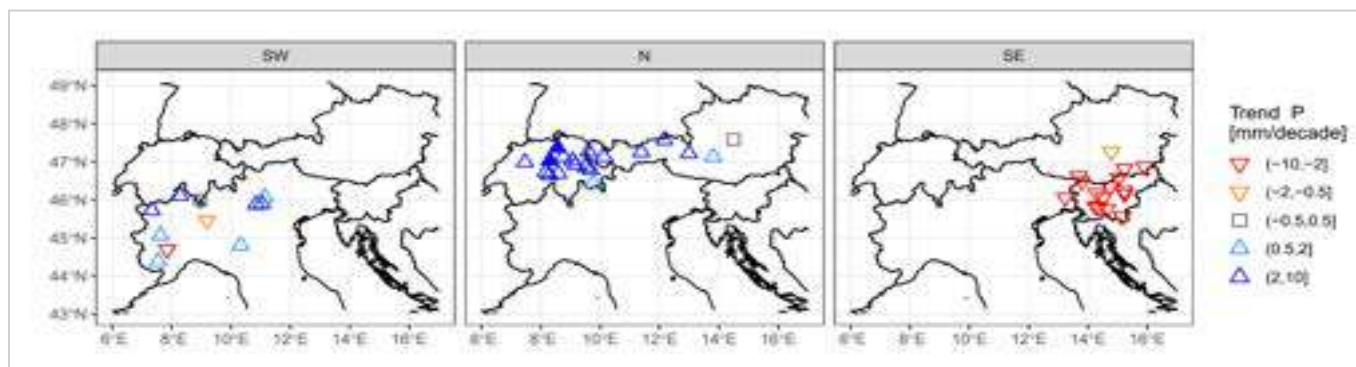 SW N SE
49°N
48°N
47°N
46°N
45°N
44°N
43°N
6°E 8°E 10°E 12°E 14°E 16°E 6°E 8°E 10°E 12°E 14°E 16°E 6°E 8°E 10°E 12°E 14°E 16°E
Trend P
[mm/decade]
(−10,−2]
(−2,−0.5]
(−0.5,0.5]
(0.5,2]
(2,10]